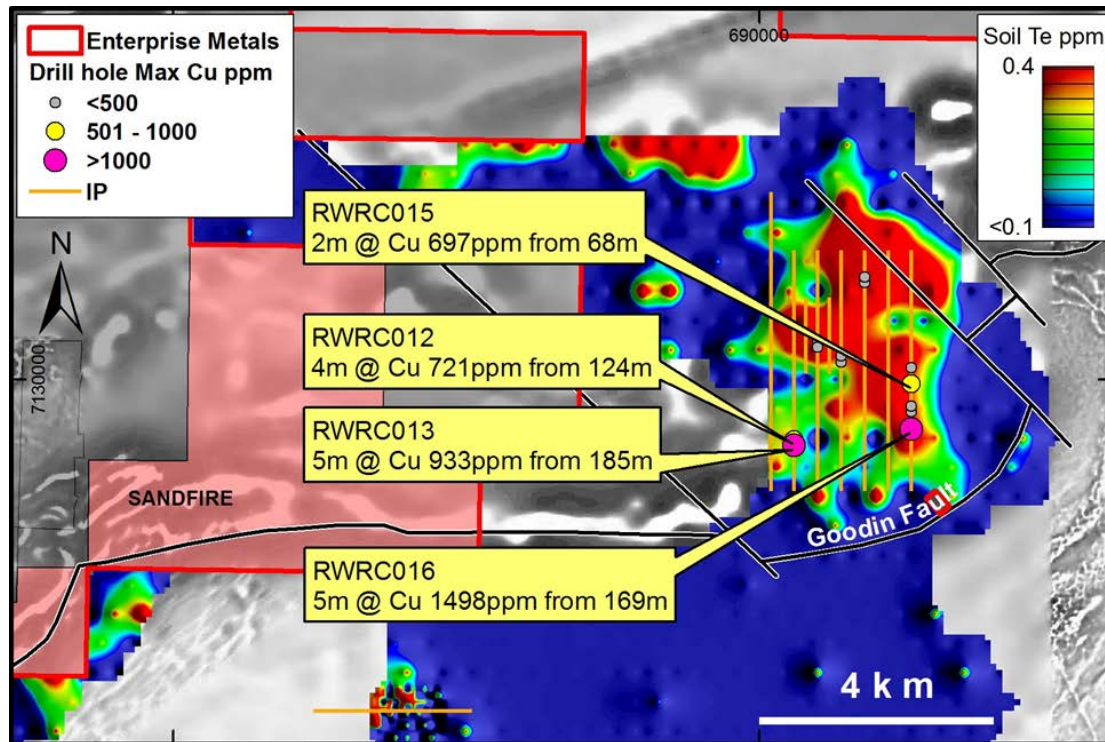 Enterprise Metals
Drill hole Max Cu ppm
<500
501 - 1000
>1000
IP
690000
Soil Te ppm
0.4
<0.1
N
7130000
RWRC015
2m @ Cu 697ppm from 68m
RWRC012
4m @ Cu 721ppm from 124m
RWRC013
5m @ Cu 933ppm from 185m
SANDFIRE
Goodin Fault
RWRC016
5m @ Cu 1498ppm from 169m
4 k m